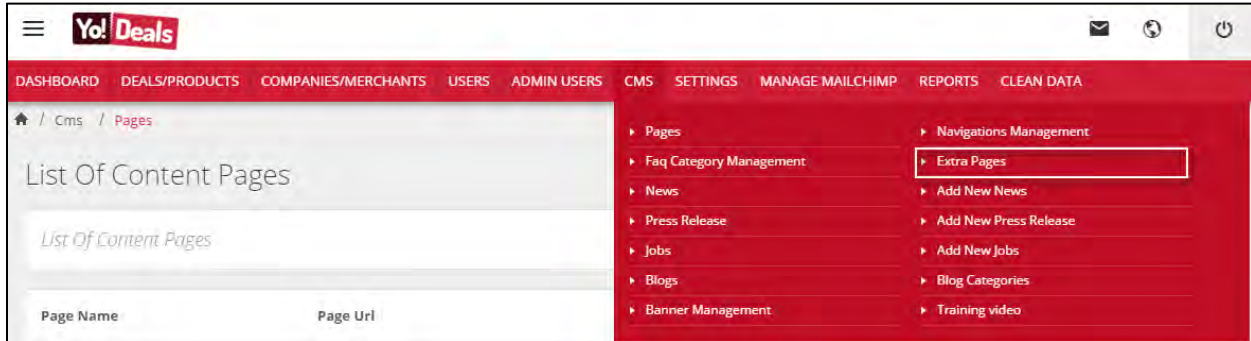 Yo! Deals
DASHBOARD DEALS/PRODUCTS COMPANIES/MERCHANTS USERS ADMIN USERS CMS SETTINGS MANAGE MAILCHIMP REPORTS CLEAN DATA
/ Cms / Pages
List Of Content Pages
List Of Content Pages
Page Name Page Url
Pages Navigations Management
Faq Category Management Extra Pages
News Add New News
Press Release Add New Press Release
Jobs Add New Jobs
Blogs Blog Categories
Banner Management Training video